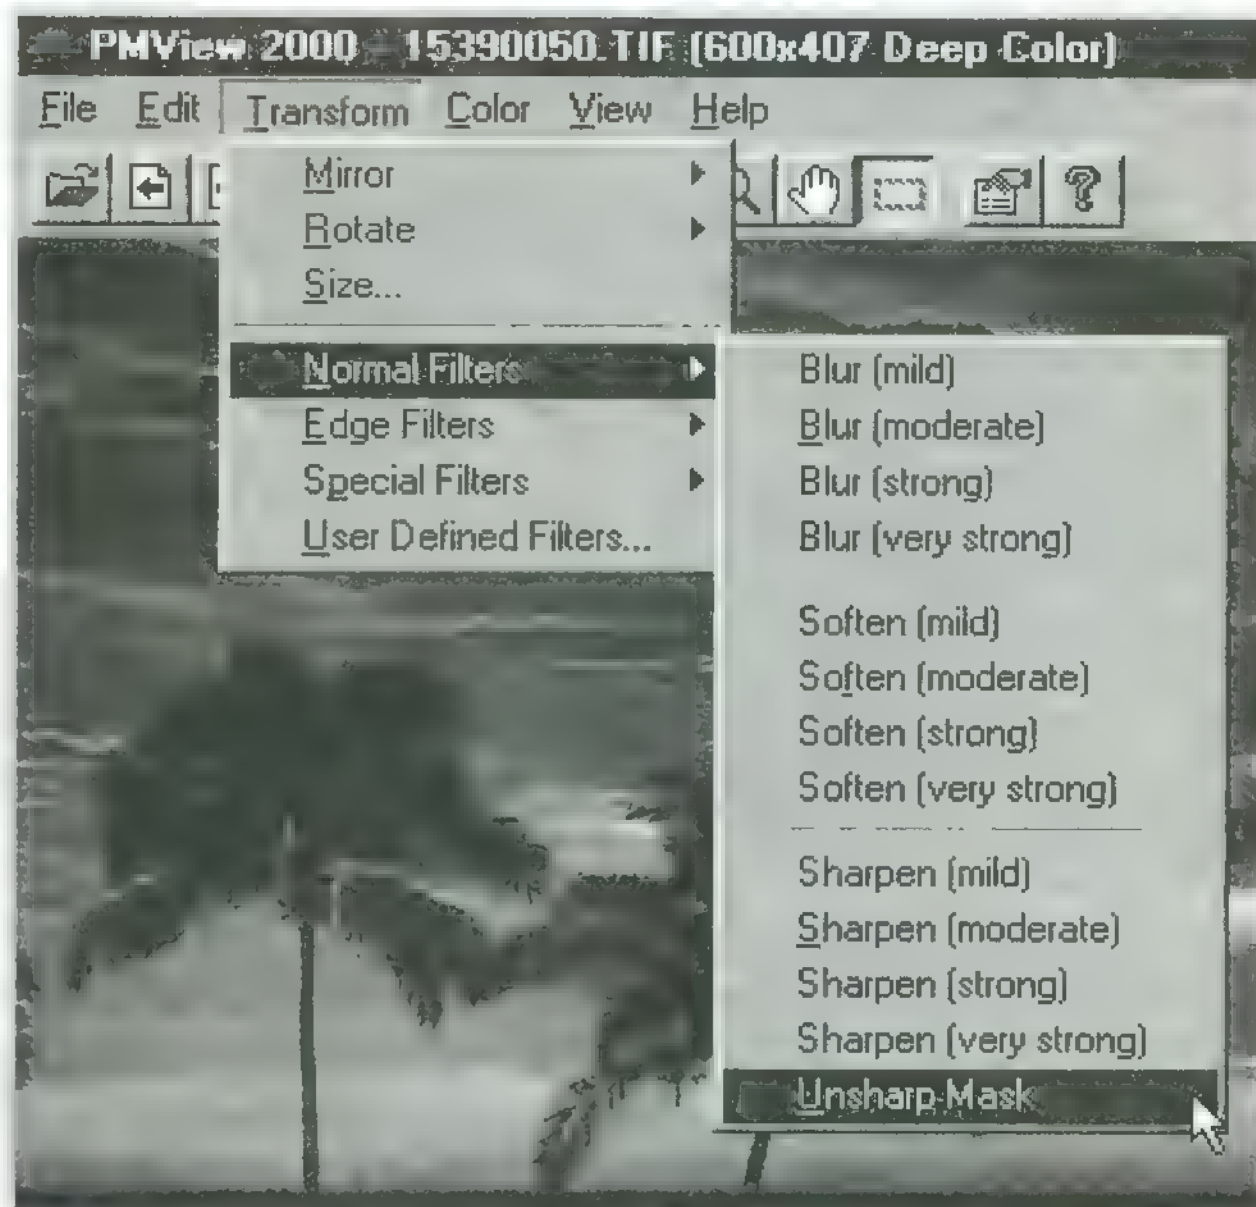 PMView 2000 - 15390050.TIF (600x407 Deep Color)
File Edit Transform Color View Help
Mirror
Rotate
Size...
Normal Filters
Edge Filters
Special Filters
User Defined Filters...
Blur (mild)
Blur (moderate)
Blur (strong)
Blur (very strong)
Soften (mild)
Soften (moderate)
Soften (strong)
Soften (very strong)
Sharpen (mild)
Sharpen (moderate)
Sharpen (strong)
Sharpen (very strong)
Unsharp Mask